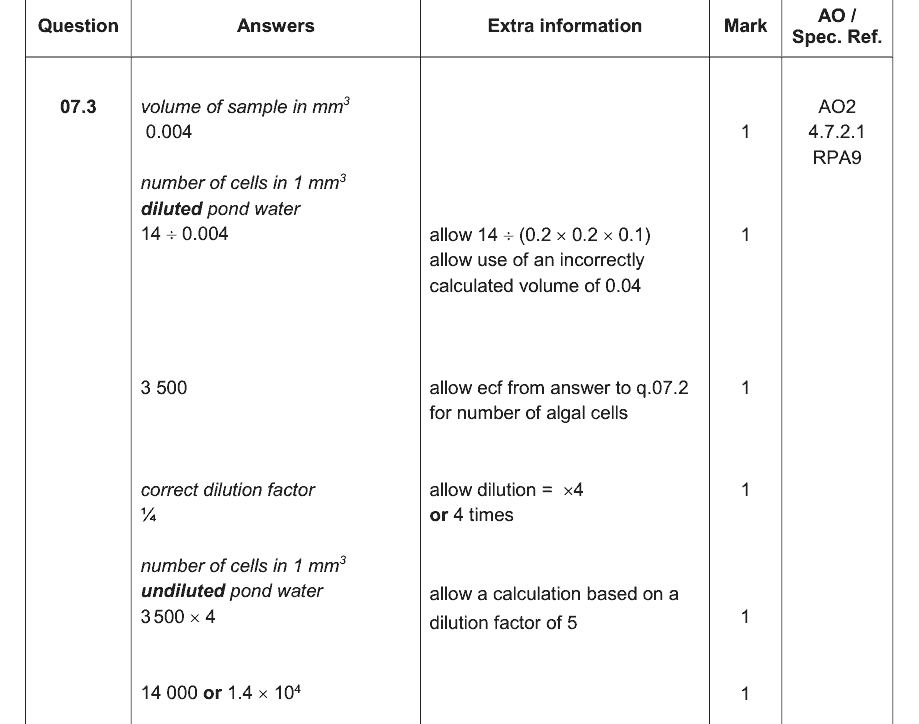 Question Answers Extra information Mark AO / Spec. Ref.
07.3 volume of sample in mm³ AO2
0.004 1 4.7.2.1
RPA9
number of cells in 1 mm³
diluted pond water
14 ÷ 0.004 allow 14 ÷ (0.2 × 0.2 × 0.1) 1
allow use of an incorrectly
calculated volume of 0.04
3 500 allow ecf from answer to q.07.2 1
for number of algal cells
correct dilution factor allow dilution = ×4 1
¼ or 4 times
number of cells in 1 mm³
undiluted pond water allow a calculation based on a
3 500 × 4 dilution factor of 5 1
14 000 or 1.4 × 10⁴ 1